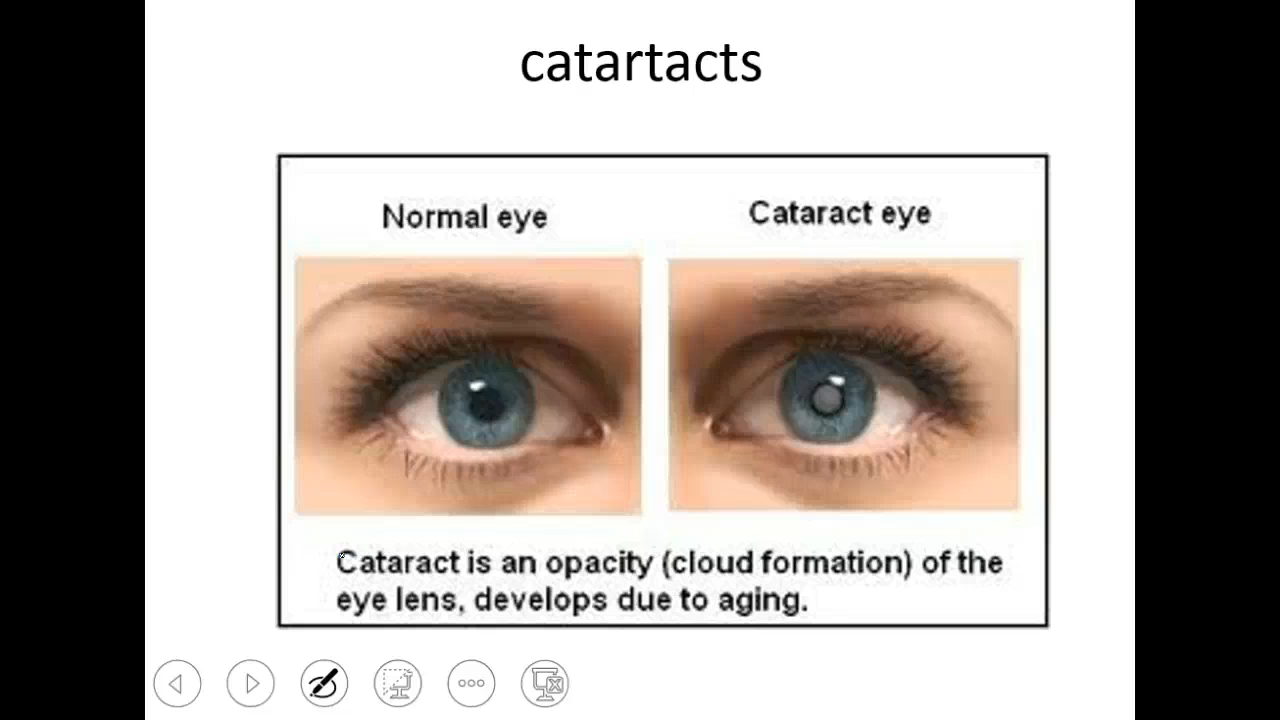 catartacts
Normal eye
Cataract eye
Cataract is an opacity (cloud formation) of the
eye lens, develops due to aging.